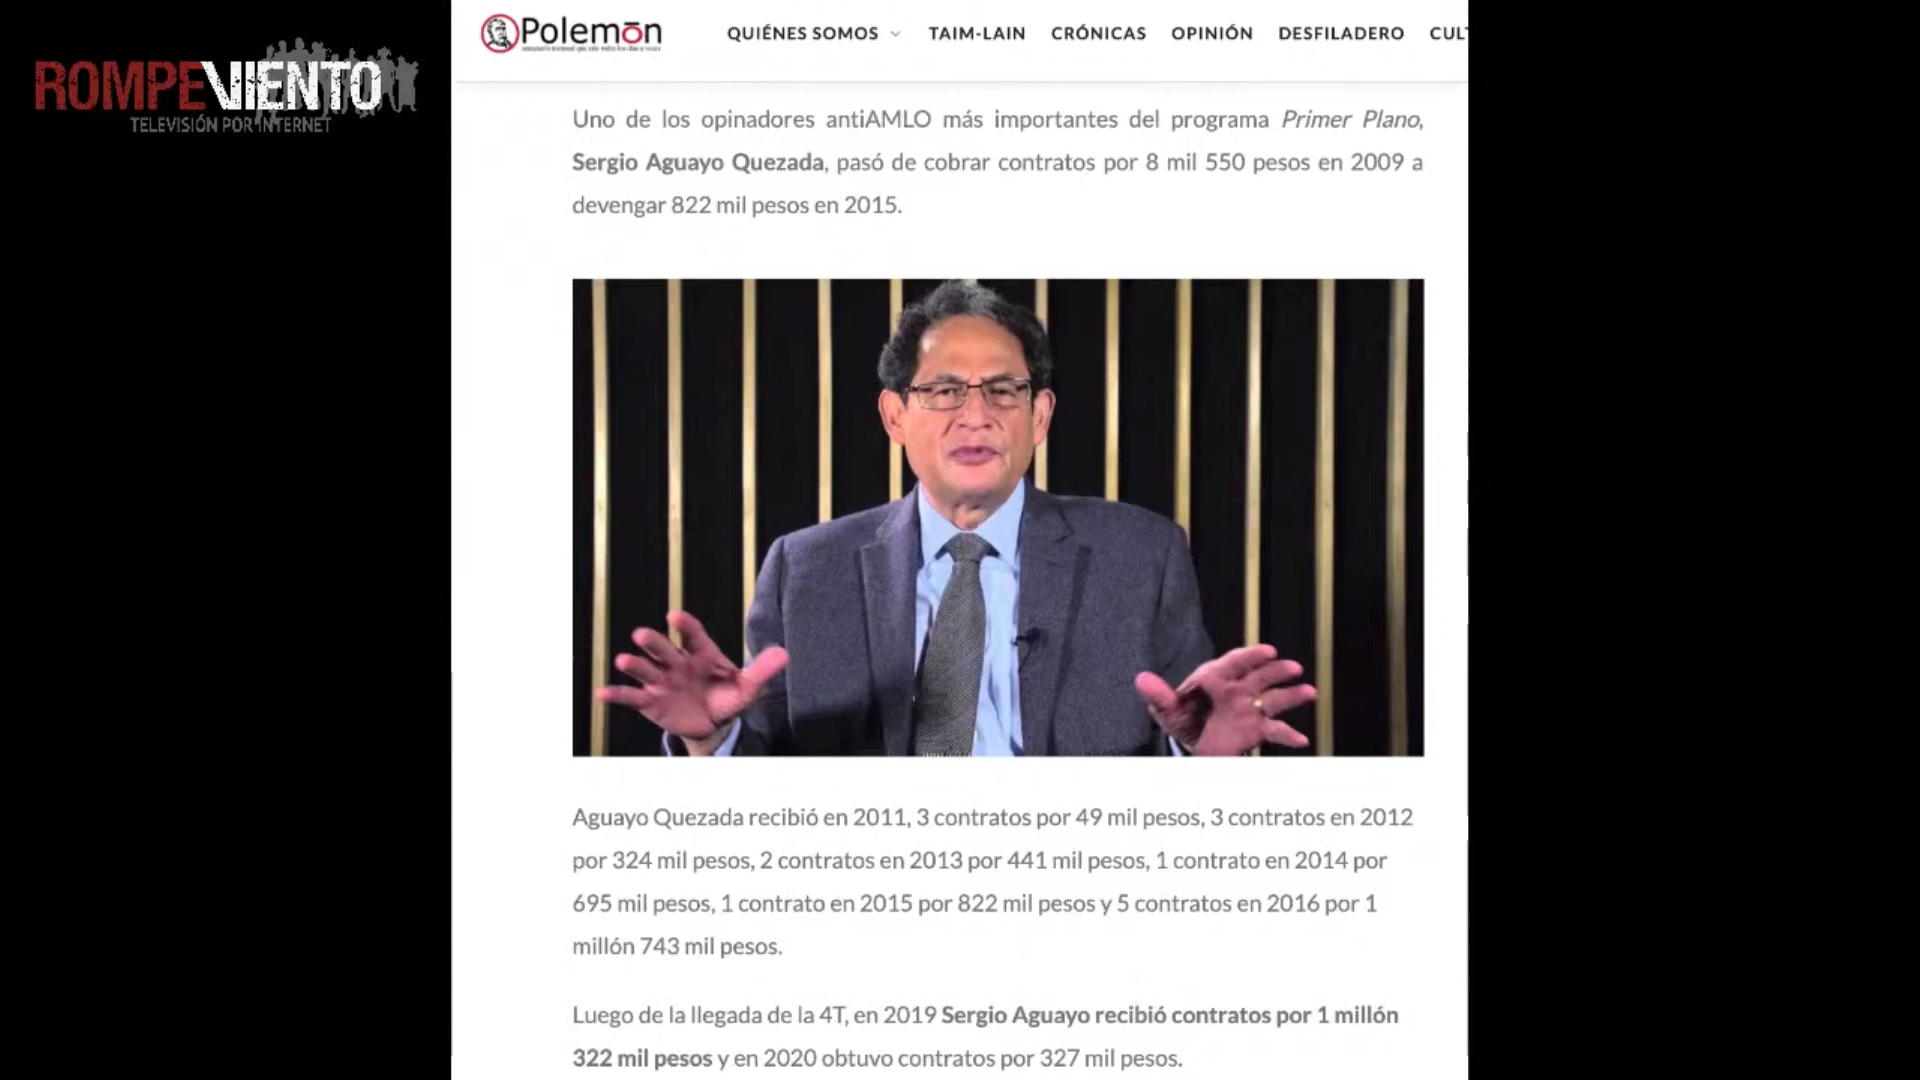 ROMPEVIENTO
TELEVISIÓN POR INTERNET
Polemōn
QUIÉNES SOMOS TAIM-LAIN CRÓNICAS OPINIÓN DESFILADERO CULT
Uno de los opinadores antiAMLO más importantes del programa Primer Plano,
Sergio Aguayo Quezada, pasó de cobrar contratos por 8 mil 550 pesos en 2009 a
devengar 822 mil pesos en 2015.
Aguayo Quezada recibió en 2011, 3 contratos por 49 mil pesos, 3 contratos en 2012
por 324 mil pesos, 2 contratos en 2013 por 441 mil pesos, 1 contrato en 2014 por
695 mil pesos, 1 contrato en 2015 por 822 mil pesos y 5 contratos en 2016 por 1
millón 743 mil pesos.
Luego de la llegada de la 4T, en 2019 Sergio Aguayo recibió contratos por 1 millón
322 mil pesos y en 2020 obtuvo contratos por 327 mil pesos.